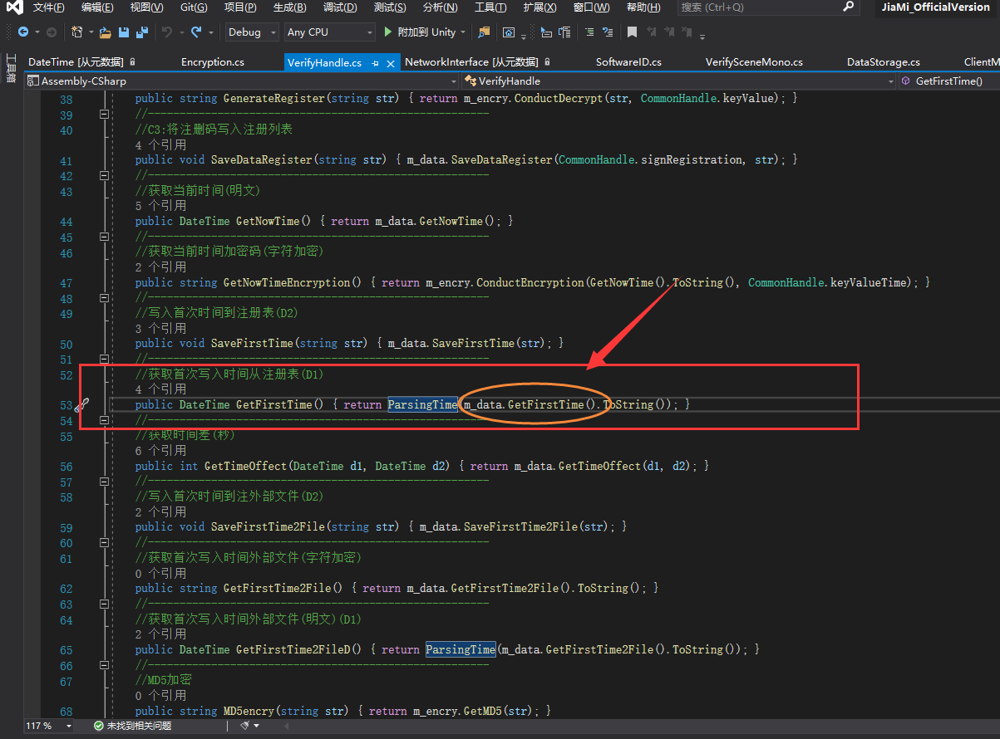 文件(F) 编辑(E) 视图(V) Git(G) 项目(P) 生成(B) 调试(D) 测试(S) 分析(N) 工具(T) 扩展(X) 窗口(W) 帮助(H) 搜索 (Ctrl+Q) JiaMi_OfficialVersion
Debug Any CPU 附加到 Unity
工具箱
DateTime [从元数据] Encryption.cs VerifyHandle.cs NetworkInterface [从元数据] SoftwareID.cs VerifySceneMono.cs DataStorage.cs ClientM
Assembly-CSharp VerifyHandle GetFirstTime()
38 public string GenerateRegister(string str) { return m_encry.ConductDecrypt(str, CommonHandle.keyValue); }
39 //------------------------------------------------------
40 //C3:将注删码写入注册列表
4 个引用
41 public void SaveDataRegister(string str) { m_data.SaveDataRegister(CommonHandle.signRegistration, str); }
42 //------------------------------------------------------
43 //获取当前时间(明文)
5 个引用
44 public DateTime GetNowTime() { return m_data.GetNowTime(); }
45 //------------------------------------------------------
46 //获取当前时间加密码(字符加密)
2 个引用
47 public string GetNowTimeEncryption() { return m_encry.ConductEncryption(GetNowTime().ToString(), CommonHandle.keyValueTime); }
48 //------------------------------------------------------
49 //写入首次时间到注册表(D2)
3 个引用
50 public void SaveFirstTime(string str) { m_data.SaveFirstTime(str); }
51 //------------------------------------------------------
52 //获取首次写入时间从注册表(D1)
4 个引用
53 public DateTime GetFirstTime() { return ParsingTime(m_data.GetFirstTime().ToString()); }
54 //------------------------------------------------------
55 //获取时间差(秒)
6 个引用
56 public int GetTimeOffect(DateTime d1, DateTime d2) { return m_data.GetTimeOffect(d1, d2); }
57 //------------------------------------------------------
58 //写入首次时间到注外部文件(D2)
2 个引用
59 public void SaveFirstTime2File(string str) { m_data.SaveFirstTime2File(str); }
60 //------------------------------------------------------
61 //获取首次写入时间外部文件(字符加密)
0 个引用
62 public string GetFirstTime2File() { return m_data.GetFirstTime2File().ToString(); }
63 //------------------------------------------------------
64 //获取首次写入时间外部文件(明文)(D1)
2 个引用
65 public DateTime GetFirstTime2FileD() { return ParsingTime(m_data.GetFirstTime2File().ToString()); }
66 //------------------------------------------------------
67 //MD5加密
0 个引用
68 public string MD5encry(string str) { return m_encry.GetMD5(str); }
117 % 未找到相关问题